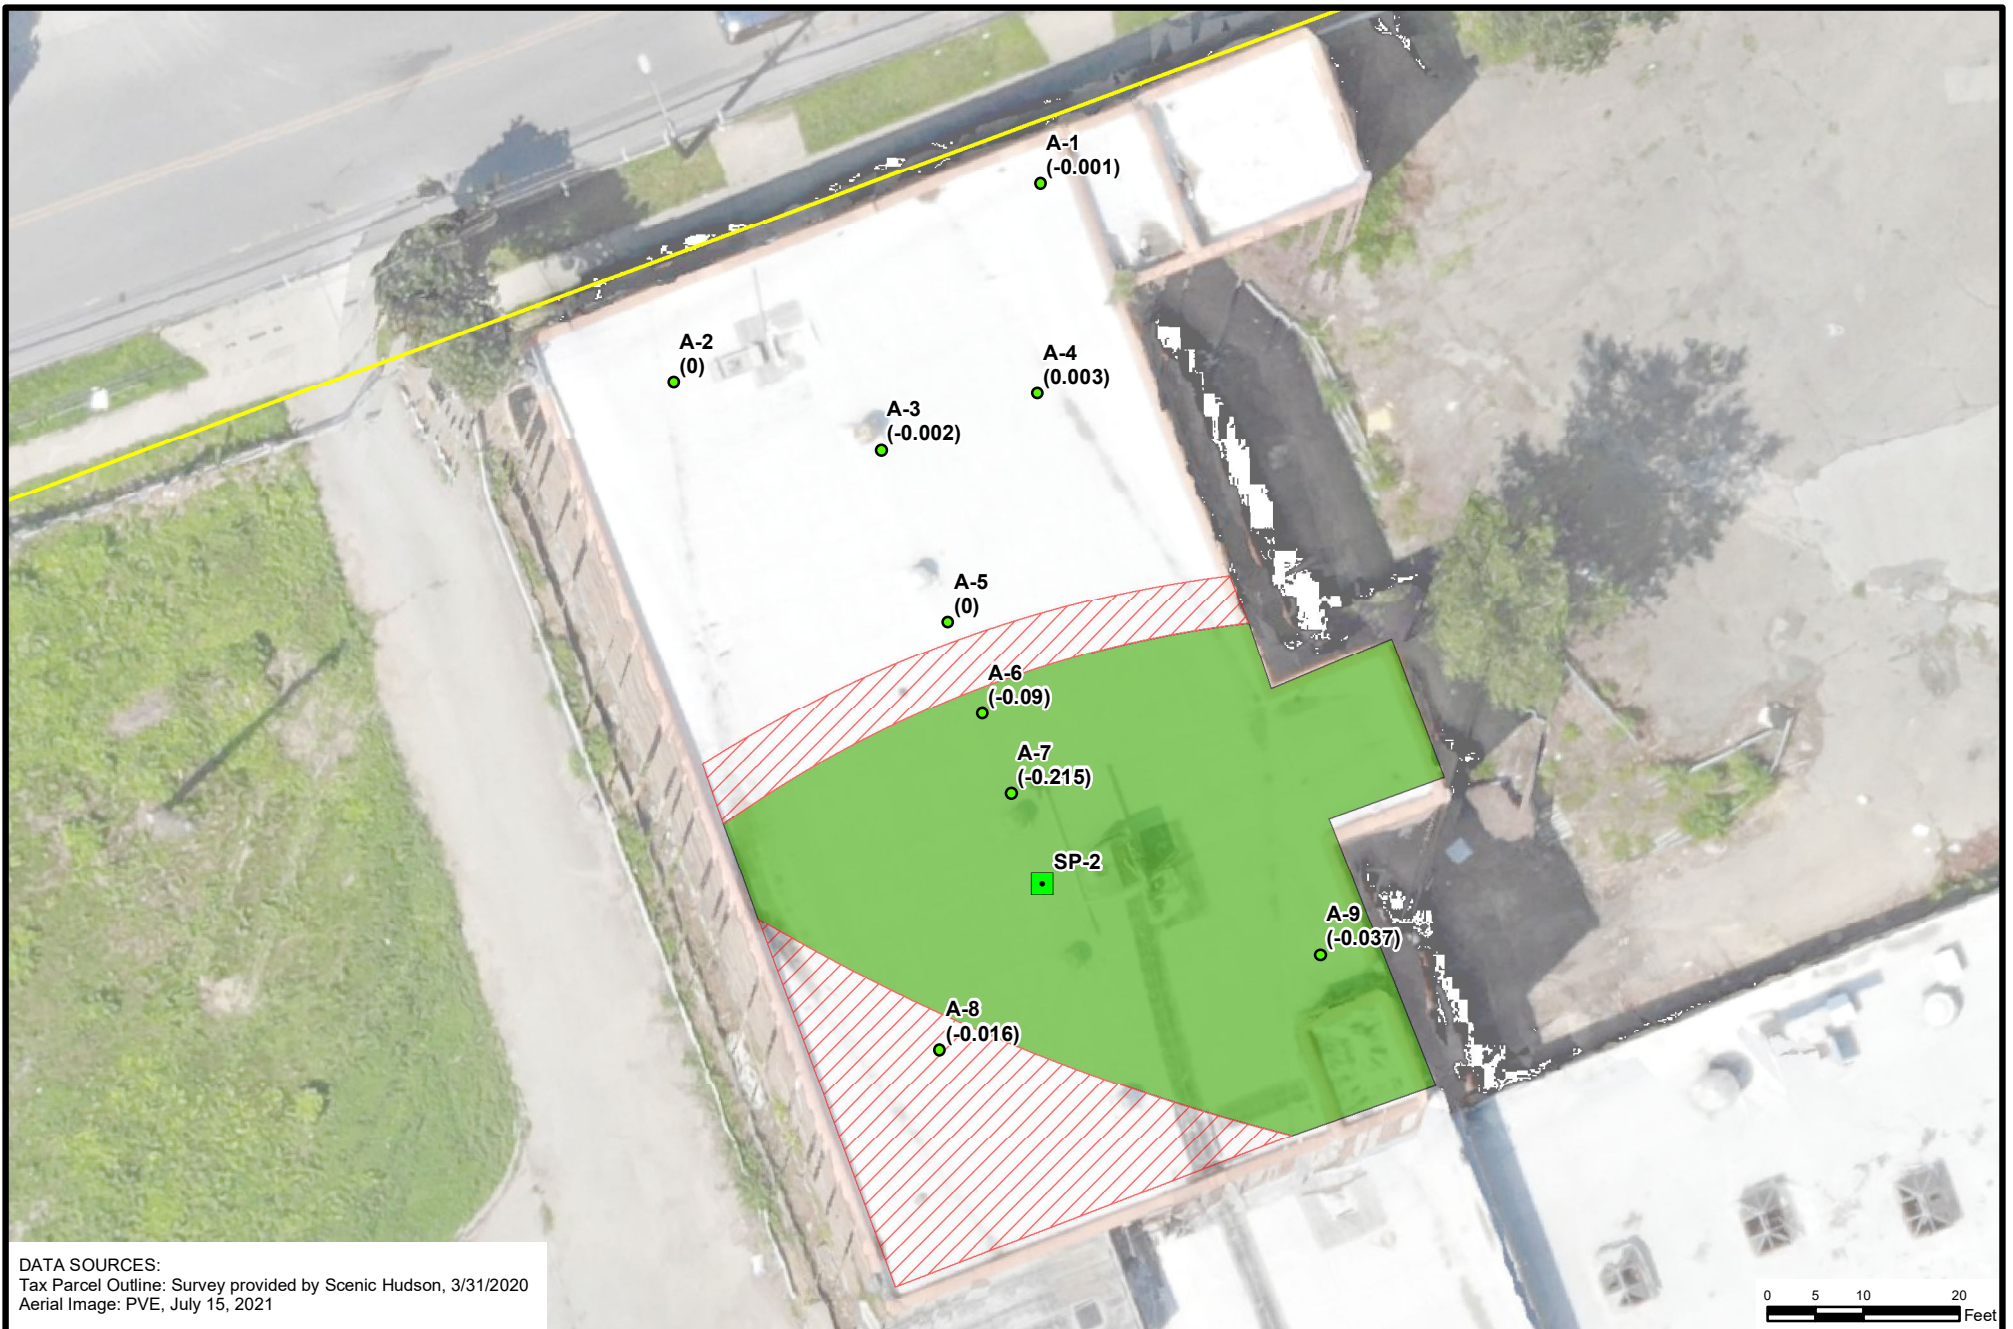 A-1
(-0.001)
A-2
(0)
A-4
(0.003)
A-3
(-0.002)
A-5
(0)
A-6
(-0.09)
A-7
(-0.215)
SP-2
A-9
(-0.037)
A-8
(-0.016)
DATA SOURCES:
Tax Parcel Outline: Survey provided by Scenic Hudson, 3/31/2020
Aerial Image: PVE, July 15, 2021
0 5 10 20
Feet